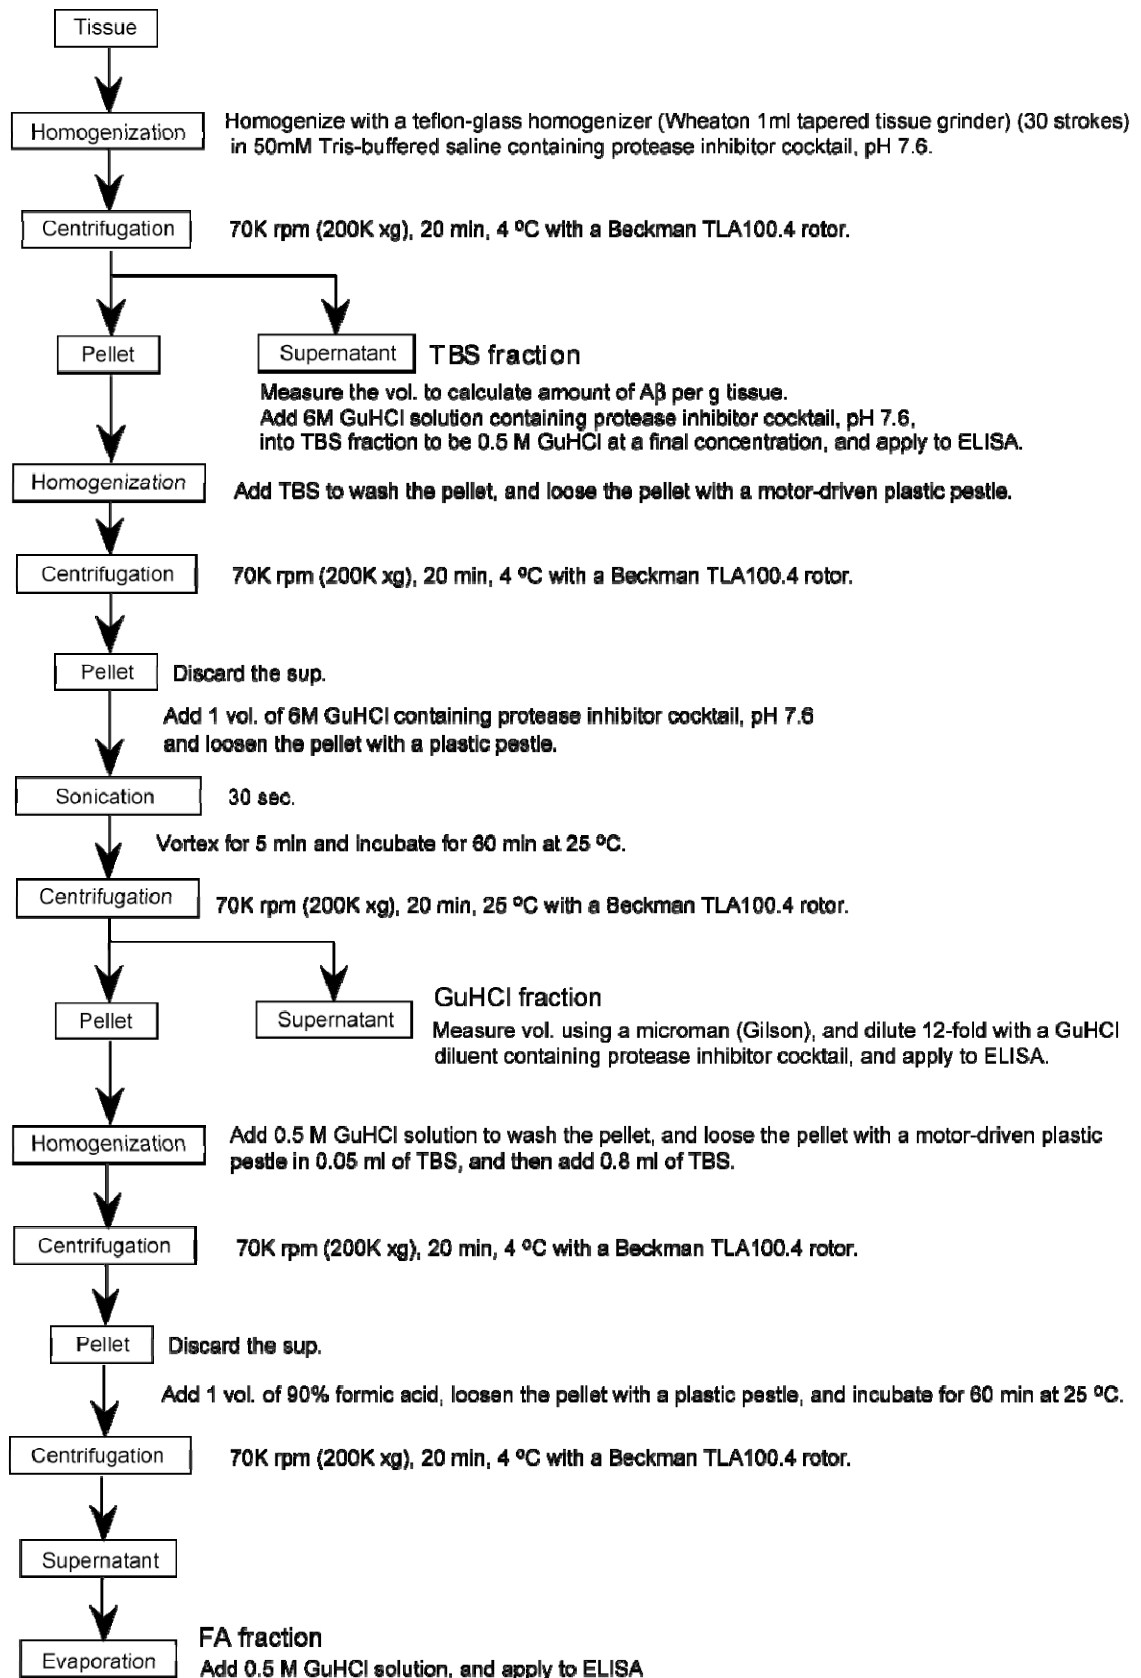 Tissue
Homogenization
Homogenize with a teflon-glass homogenizer (Wheaton 1ml tapered tissue grinder) (30 strokes)
in 50mM Tris-buffered saline containing protease inhibitor cocktail, pH 7.6.
Centrifugation
70K rpm (200K xg), 20 min, 4 ºC with a Beckman TLA100.4 rotor.
Pellet
Supernatant
TBS fraction
Measure the vol. to calculate amount of Aβ per g tissue.
Add 6M GuHCl solution containing protease inhibitor cocktail, pH 7.6,
into TBS fraction to be 0.5 M GuHCl at a final concentration, and apply to ELISA.
Homogenization
Add TBS to wash the pellet, and loose the pellet with a motor-driven plastic pestle.
Centrifugation
70K rpm (200K xg), 20 min, 4 ºC with a Beckman TLA100.4 rotor.
Pellet
Discard the sup.
Add 1 vol. of 6M GuHCl containing protease inhibitor cocktail, pH 7.6
and loosen the pellet with a plastic pestle.
Sonication
30 sec.
Vortex for 5 min and incubate for 60 min at 25 ºC.
Centrifugation
70K rpm (200K xg), 20 min, 25 ºC with a Beckman TLA100.4 rotor.
Pellet
Supernatant
GuHCl fraction
Measure vol. using a microman (Gilson), and dilute 12-fold with a GuHCl
diluent containing protease inhibitor cocktail, and apply to ELISA.
Homogenization
Add 0.5 M GuHCl solution to wash the pellet, and loose the pellet with a motor-driven plastic
pestle in 0.05 ml of TBS, and then add 0.8 ml of TBS.
Centrifugation
70K rpm (200K xg), 20 min, 4 ºC with a Beckman TLA100.4 rotor.
Pellet
Discard the sup.
Add 1 vol. of 90% formic acid, loosen the pellet with a plastic pestle, and incubate for 60 min at 25 ºC.
Centrifugation
70K rpm (200K xg), 20 min, 4 ºC with a Beckman TLA100.4 rotor.
Supernatant
Evaporation
FA fraction
Add 0.5 M GuHCl solution, and apply to ELISA